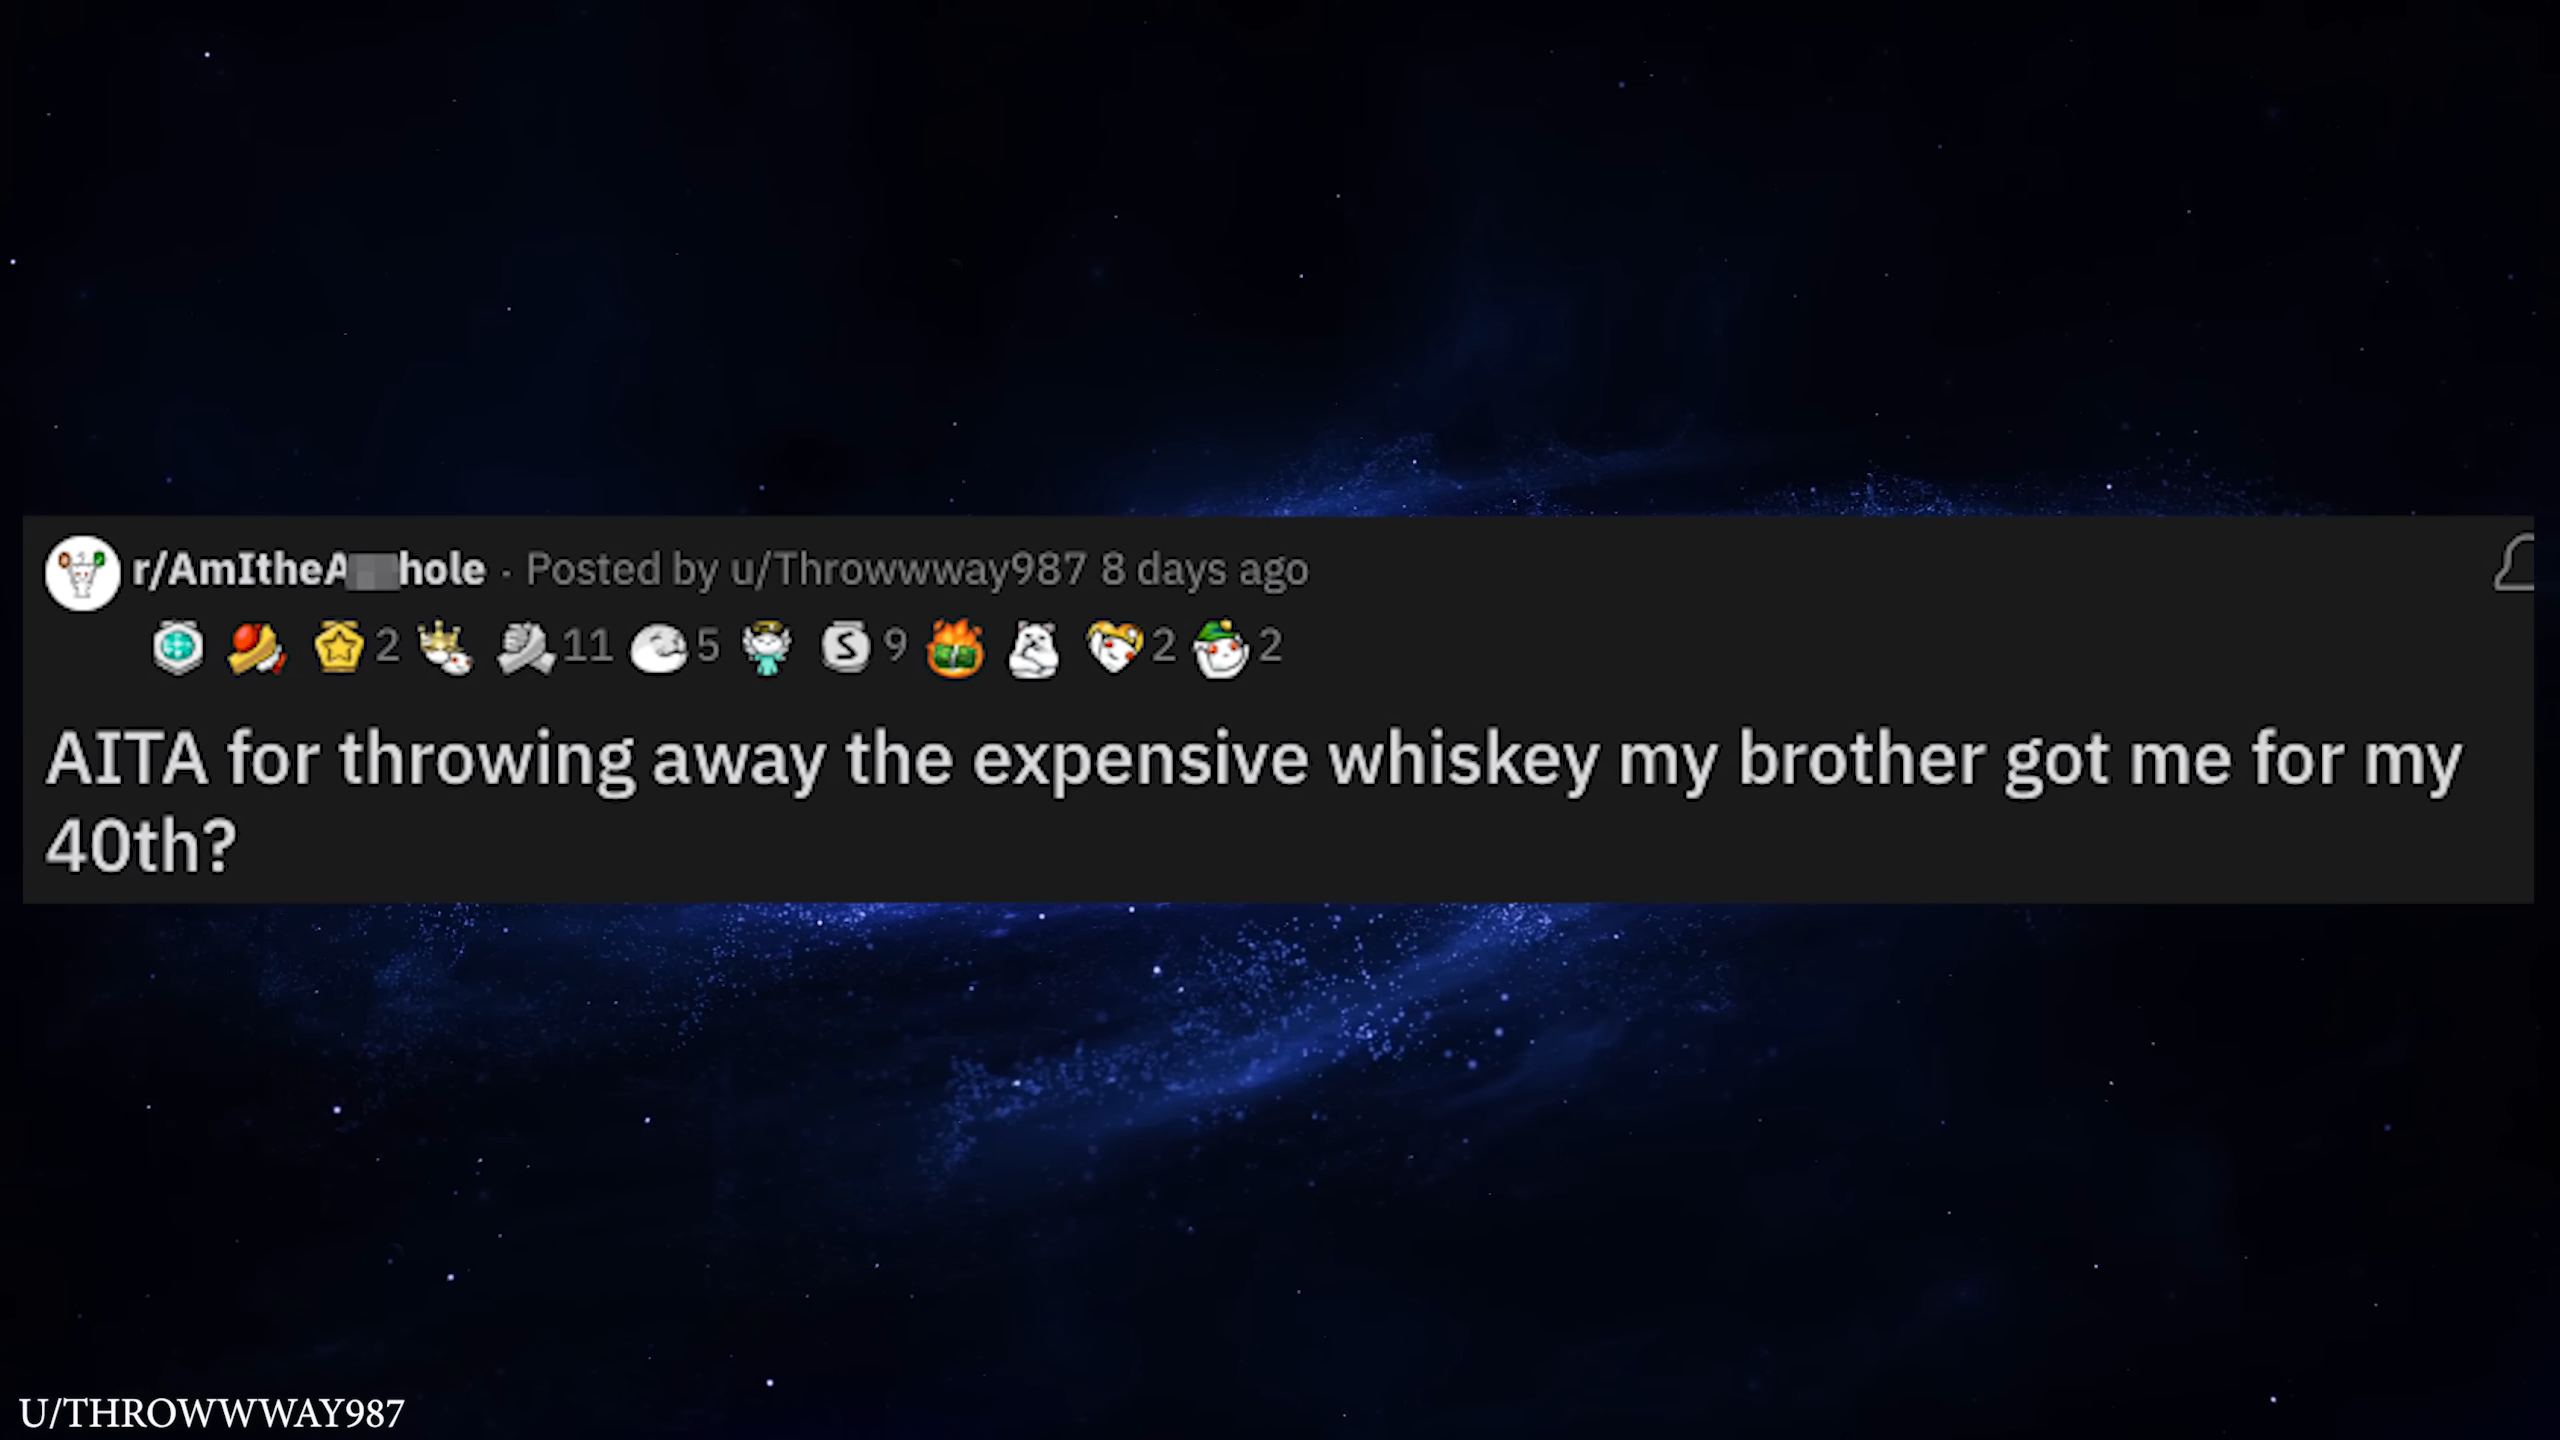 r/AmItheA hole · Posted by u/Throwwway987 8 days ago
2 11 5 S 9 2 2
AITA for throwing away the expensive whiskey my brother got me for my
40th?
U/THROWWWAY987